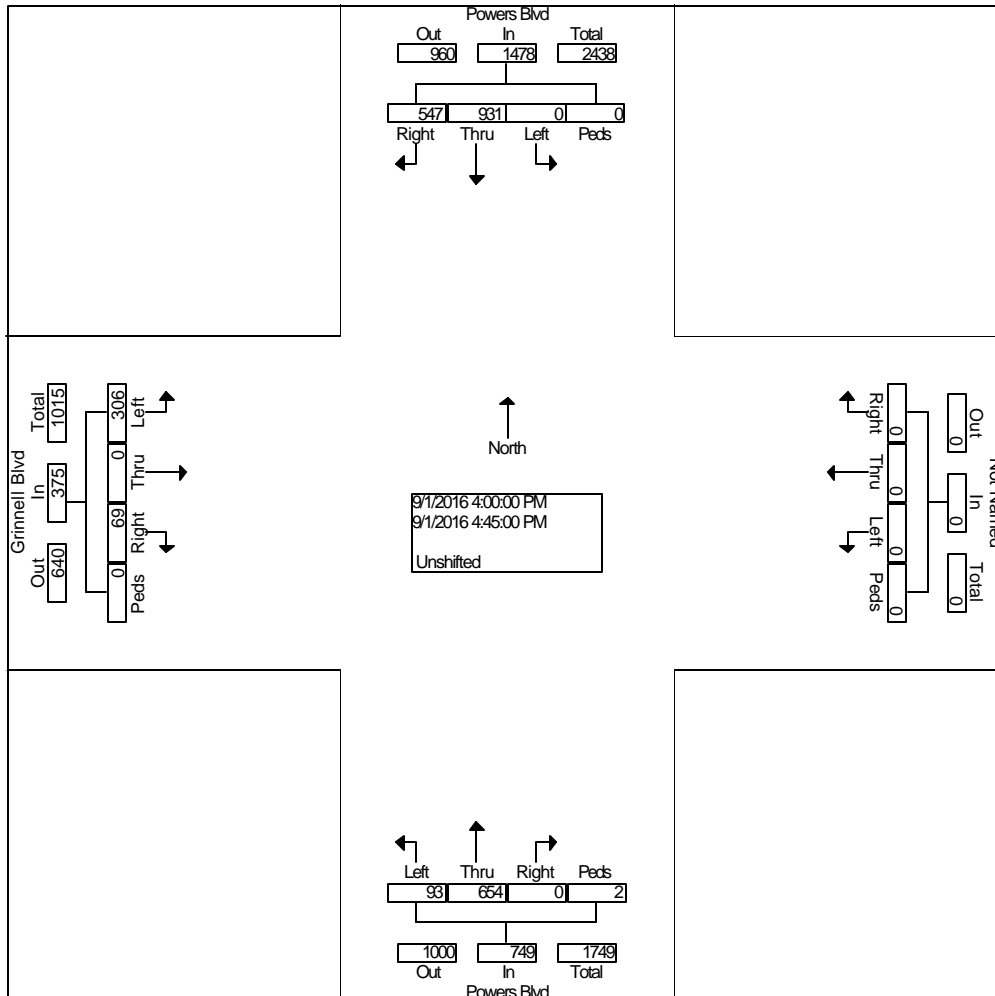 Powers Blvd
Out In Total
960 1478 2438
547 931 0 0
Right Thru Left Peds
Grinnell Blvd
Total In Out
1015 375 640
306 0 69 0
Left Thru Right Peds
North
9/1/2016 4:00:00 PM
9/1/2016 4:45:00 PM
Unshifted
Right Thru Left Peds
0 0 0 0
Out In Total
0 0 0
Not Named
Left Thru Right Peds
93 654 0 2
1000 749 1749
Out In Total
Powers Blvd